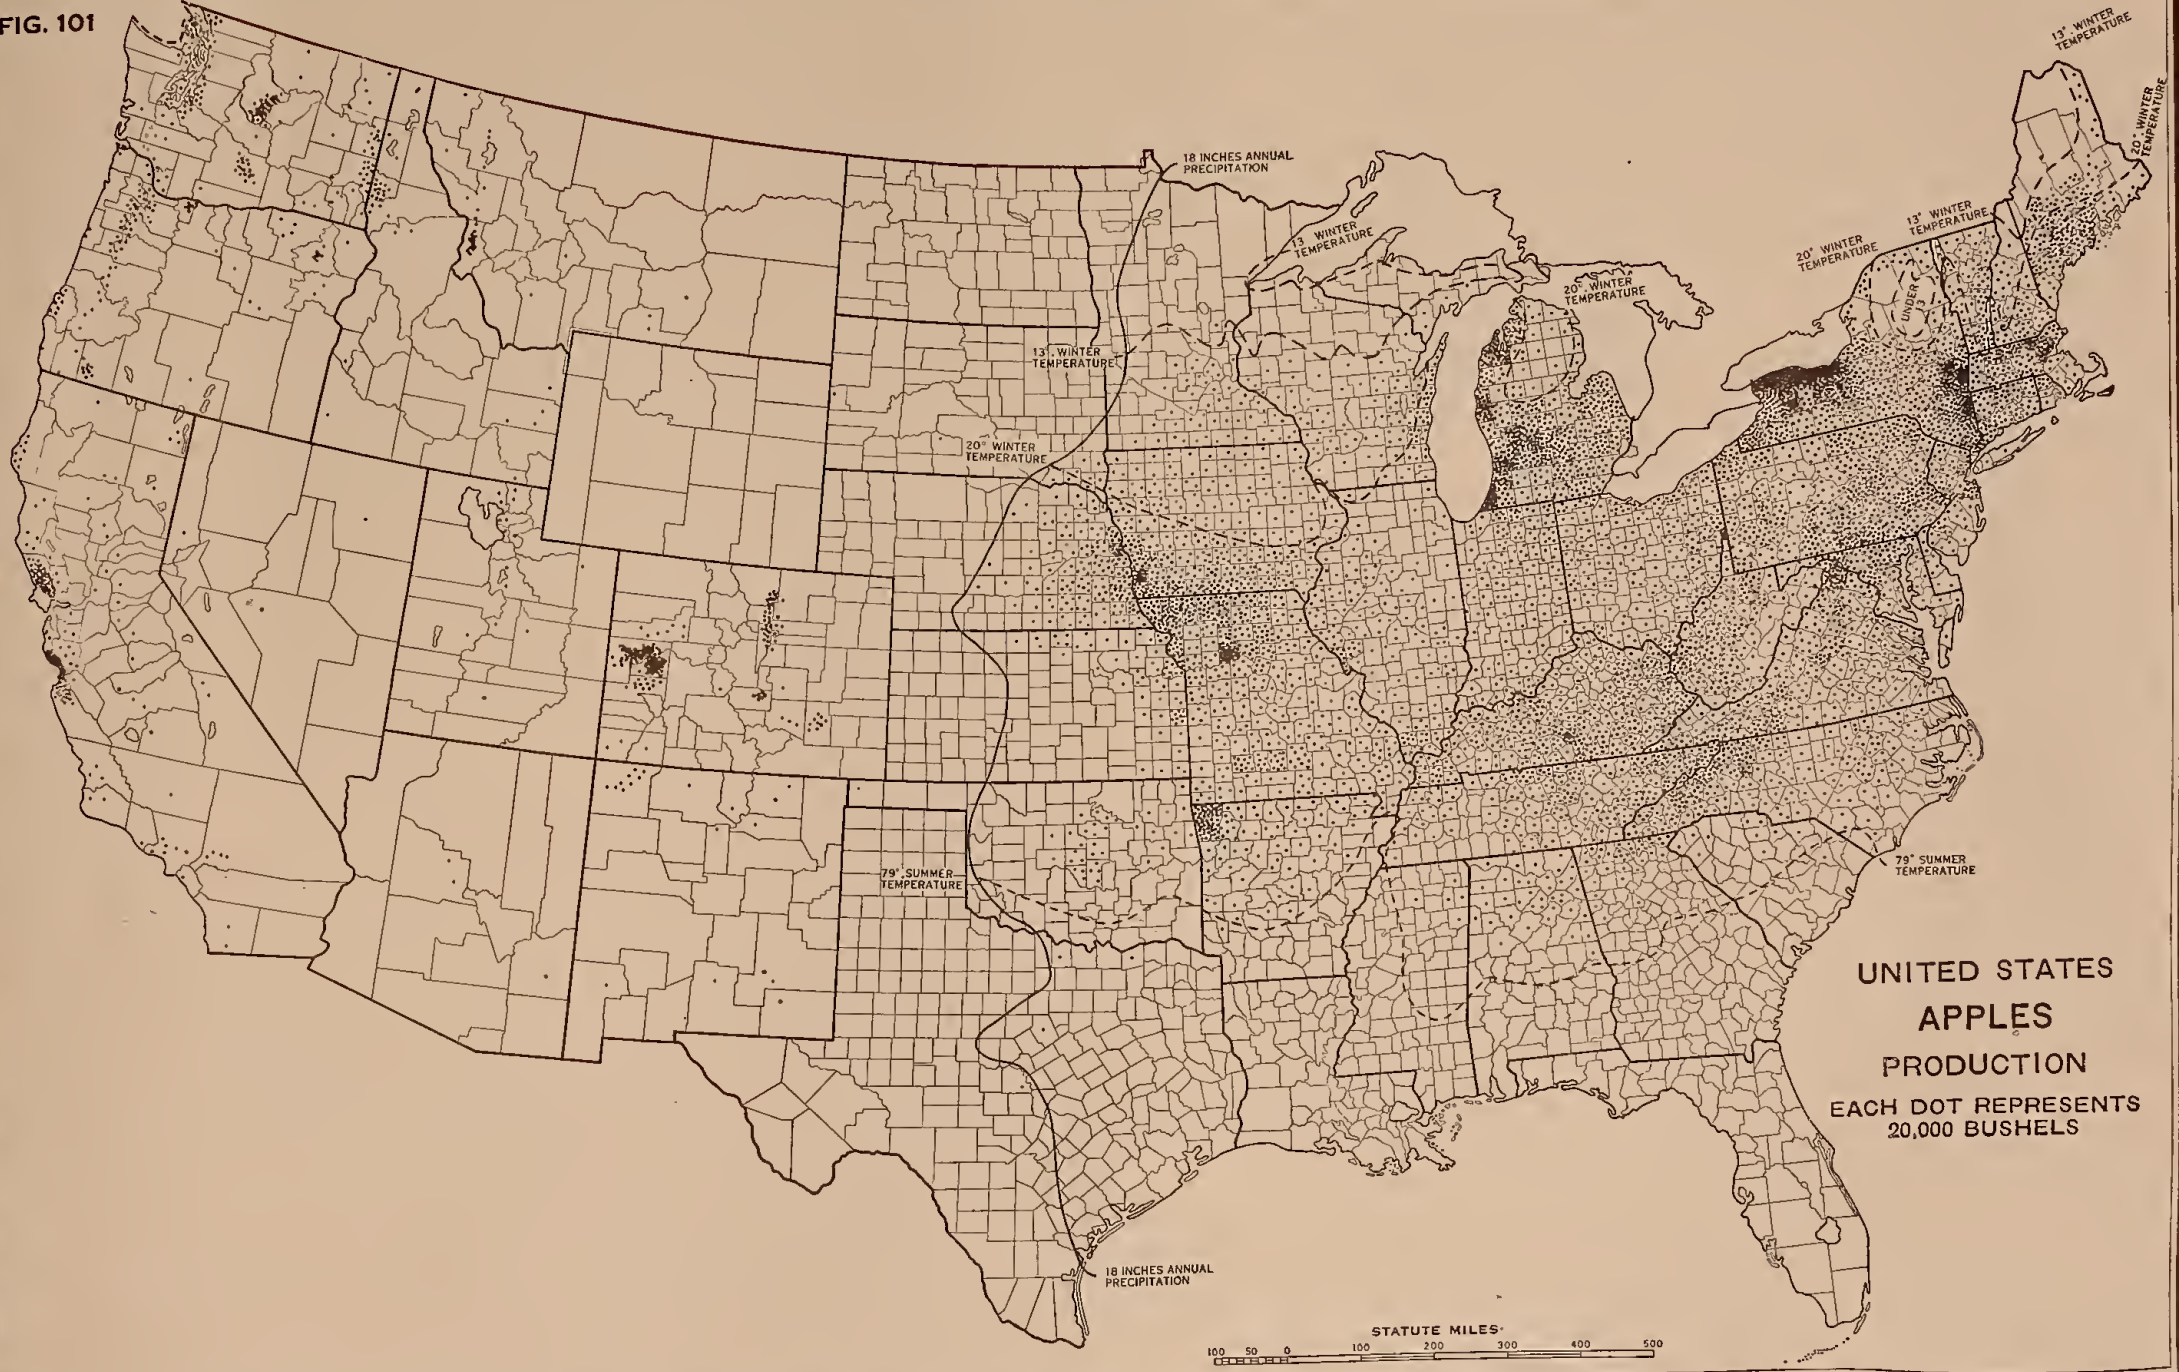 FIG. 101
13° WINTER
TEMPERATURE
20° WINTER
TEMPERATURE
18 INCHES ANNUAL
PRECIPITATION
13° WINTER
TEMPERATURE
20° WINTER
TEMPERATURE
13 WINTER
TEMPERATURE
20° WINTER
TEMPERATURE
UNDER
13
13° WINTER
TEMPERATURE
20° WINTER
TEMPERATURE
79° SUMMER
TEMPERATURE
79° SUMMER
TEMPERATURE
UNITED STATES
APPLES
PRODUCTION
EACH DOT REPRESENTS
20,000 BUSHELS
18 INCHES ANNUAL
PRECIPITATION
STATUTE MILES
100 50 0 100 200 300 400 500